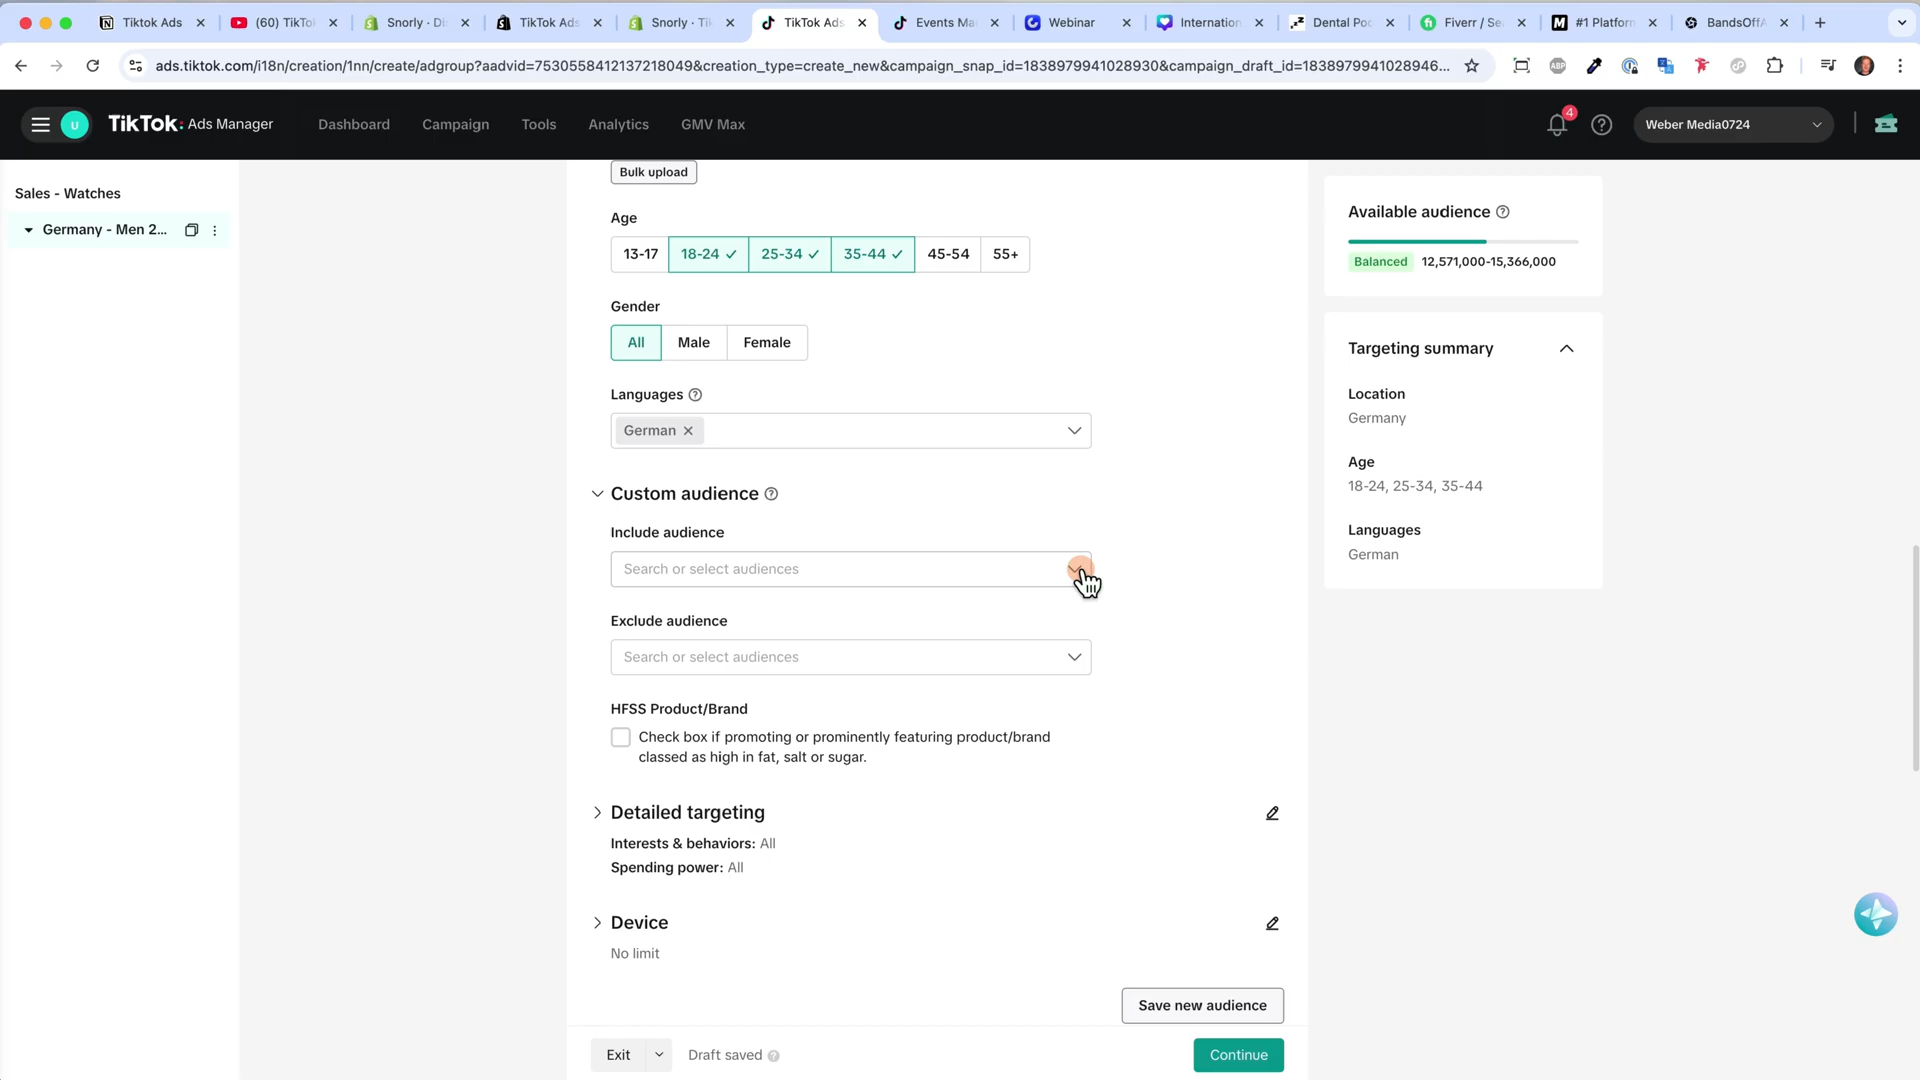 Tiktok Ads
(60) TikTo
Snorly · Di
TikTok Ads
Snorly · Tik
TikTok Ads
Events Ma
Webinar
Internation
Dental Poc
Fiverr / Se
#1 Platfor
BandsOffA
ads.tiktok.com/i18n/creation/1nn/create/adgroup?aadvid=7530558412137218049&creation_type=create_new&campaign_snap_id=1838979941028930&campaign_draft_id=1838979941028946...
ABP
U
TikTok: Ads Manager
Dashboard
Campaign
Tools
Analytics
GMV Max
4
Weber Media0724
Sales - Watches
Germany - Men 2...
Bulk upload
Age
13-17
18-24
25-34
35-44
45-54
55+
Gender
All
Male
Female
Languages
German
Custom audience
Include audience
Search or select audiences
Exclude audience
Search or select audiences
HFSS Product/Brand
Check box if promoting or prominently featuring product/brand
classed as high in fat, salt or sugar.
Detailed targeting
Interests & behaviors: All
Spending power: All
Device
No limit
Save new audience
Exit
Draft saved
Continue
Available audience
Balanced 12,571,000-15,366,000
Targeting summary
Location
Germany
Age
18-24, 25-34, 35-44
Languages
German